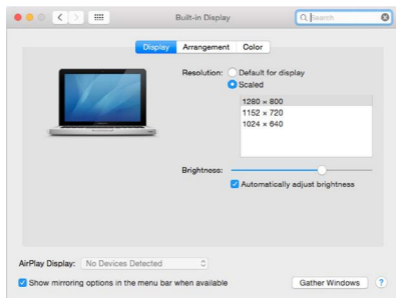 Built-in Display
Search
Display Arrangement Color
Resolution: Default for display
Scaled
1280 × 800
1152 × 720
1024 × 640
Brightness:
Automatically adjust brightness
AirPlay Display: No Devices Detected
Show mirroring options in the menu bar when available
Gather Windows ?